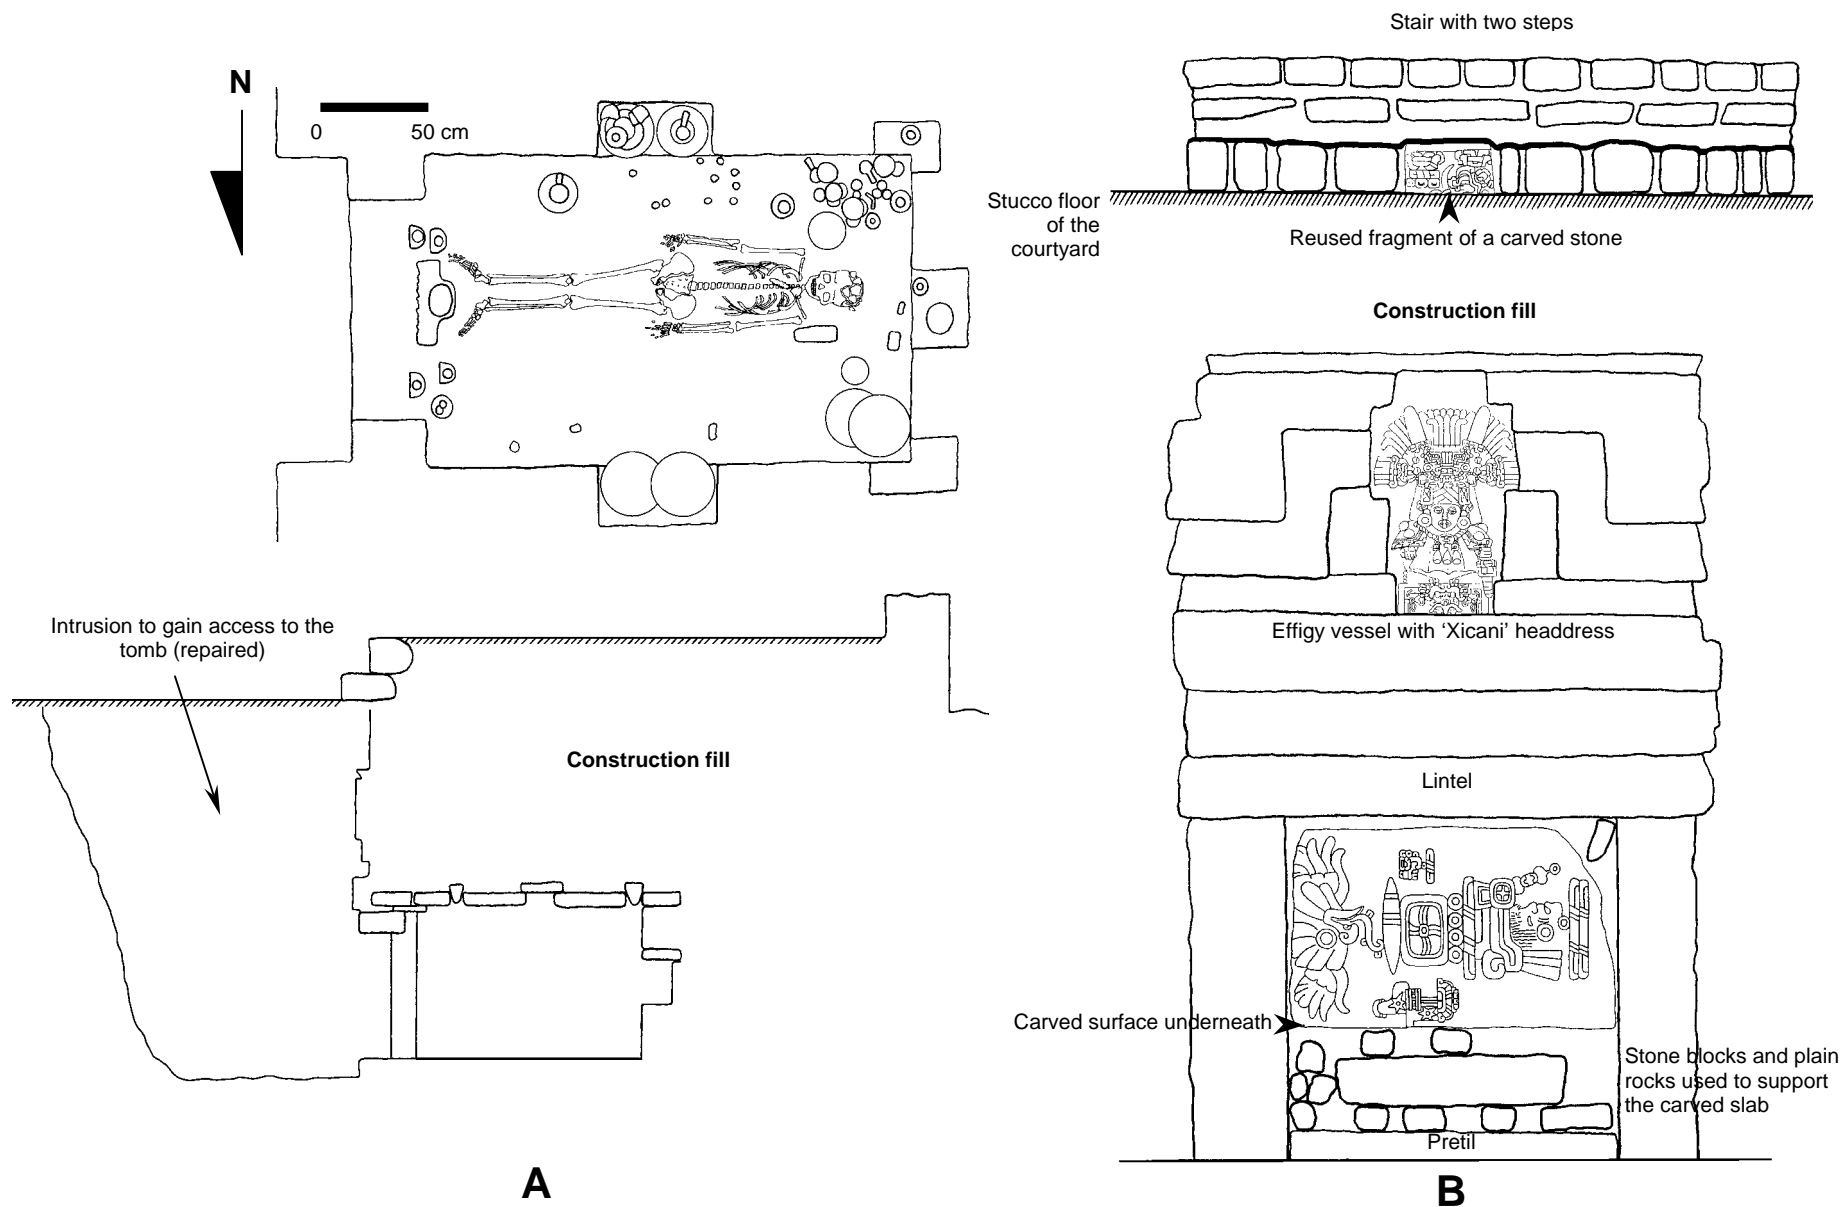 N
0 50 cm
Intrusion to gain access to the
tomb (repaired)
Construction fill
A
Stair with two steps
Stucco floor
of the
courtyard
Reused fragment of a carved stone
Construction fill
Effigy vessel with ‘Xicani’ headdress
Lintel
Carved surface underneath
Stone blocks and plain
rocks used to support
the carved slab
Pretil
B